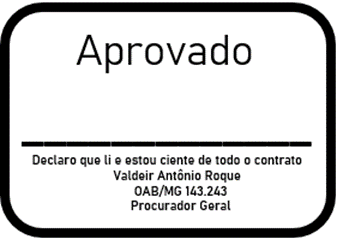 Aprovado
Declaro que li e estou ciente de todo o contrato
Valdeir Antônio Roque
OAB/MG 143.243
Procurador Geral